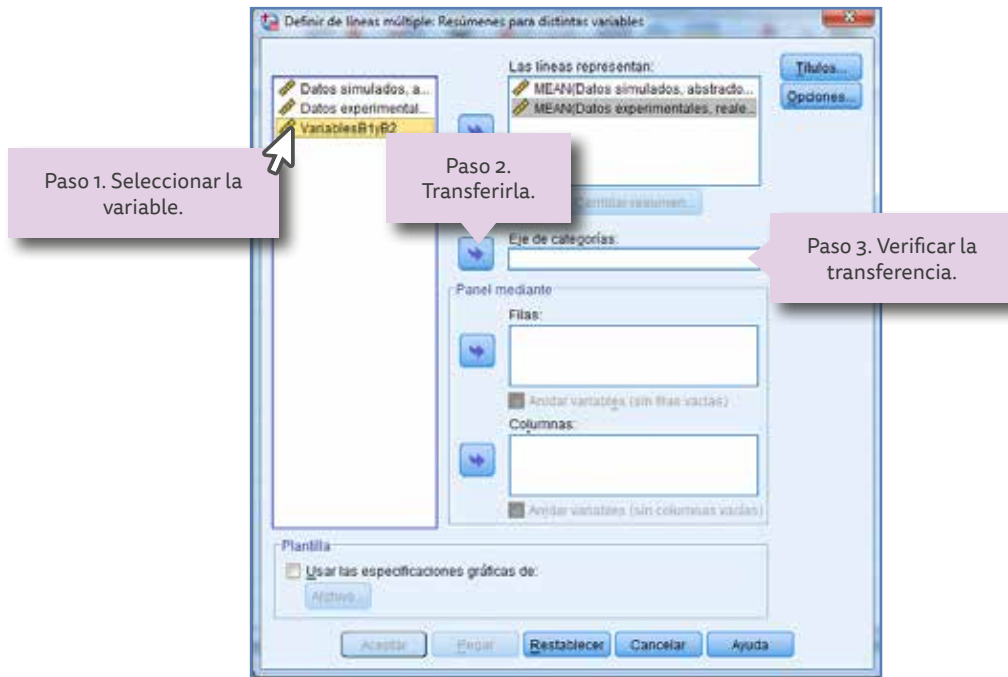 Definir de líneas múltiple: Resúmenes para distintas variables
Datos simulados, a...
Datos experimental...
VariablesB1yB2
Las líneas representan:
MEAN(Datos simulados, abstracto...
MEAN(Datos experimentales, reale...
Títulos...
Opciones...
Paso 1. Seleccionar la
variable.
Paso 2.
Transferirla.
Cambiar resumen...
Eje de categorías:
Paso 3. Verificar la
transferencia.
Panel mediante
Filas:
Anidar variables (sin filas vacías)
Columnas:
Anidar variables (sin columnas vacías)
Plantilla
Usar las especificaciones gráficas de:
Archivo...
Aceptar
Pegar
Restablecer
Cancelar
Ayuda